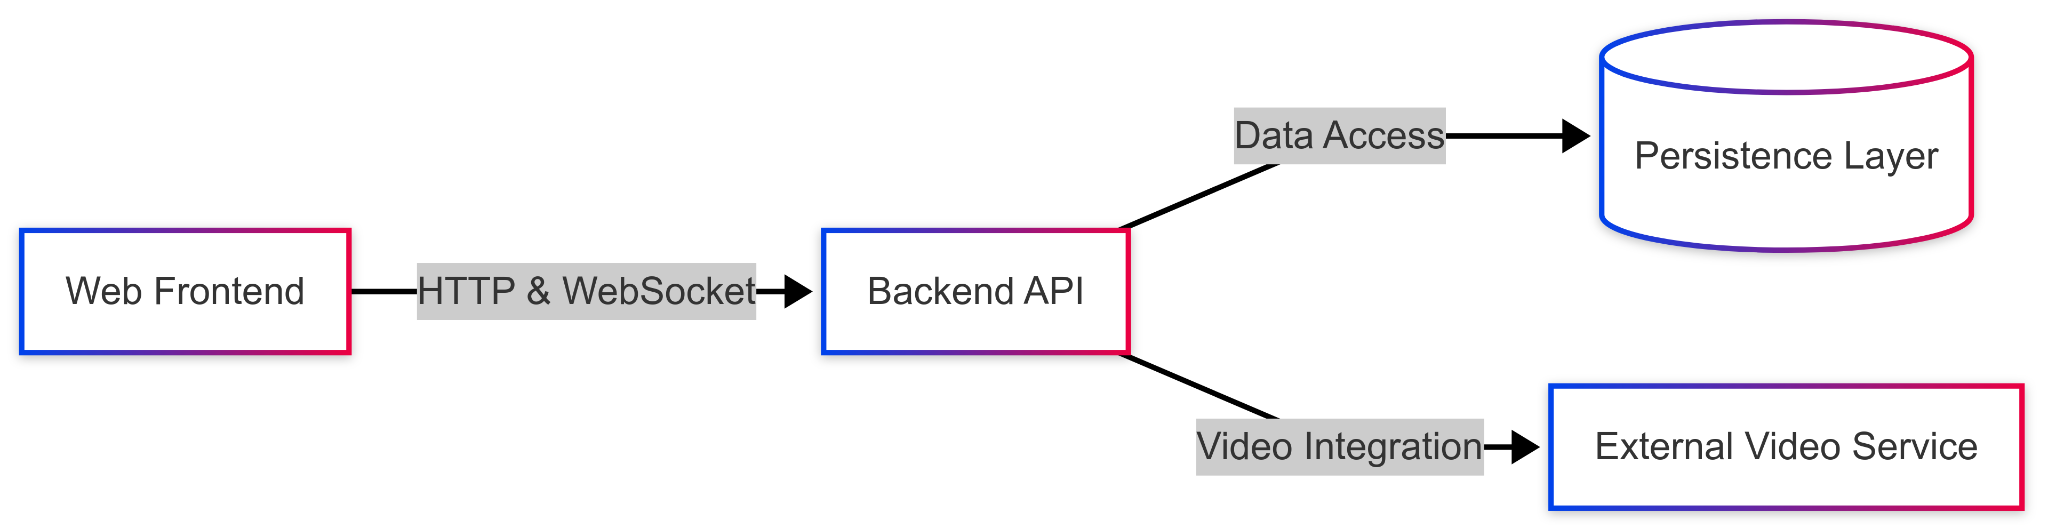 Web Frontend
HTTP & WebSocket
Backend API
Data Access
Persistence Layer
Video Integration
External Video Service